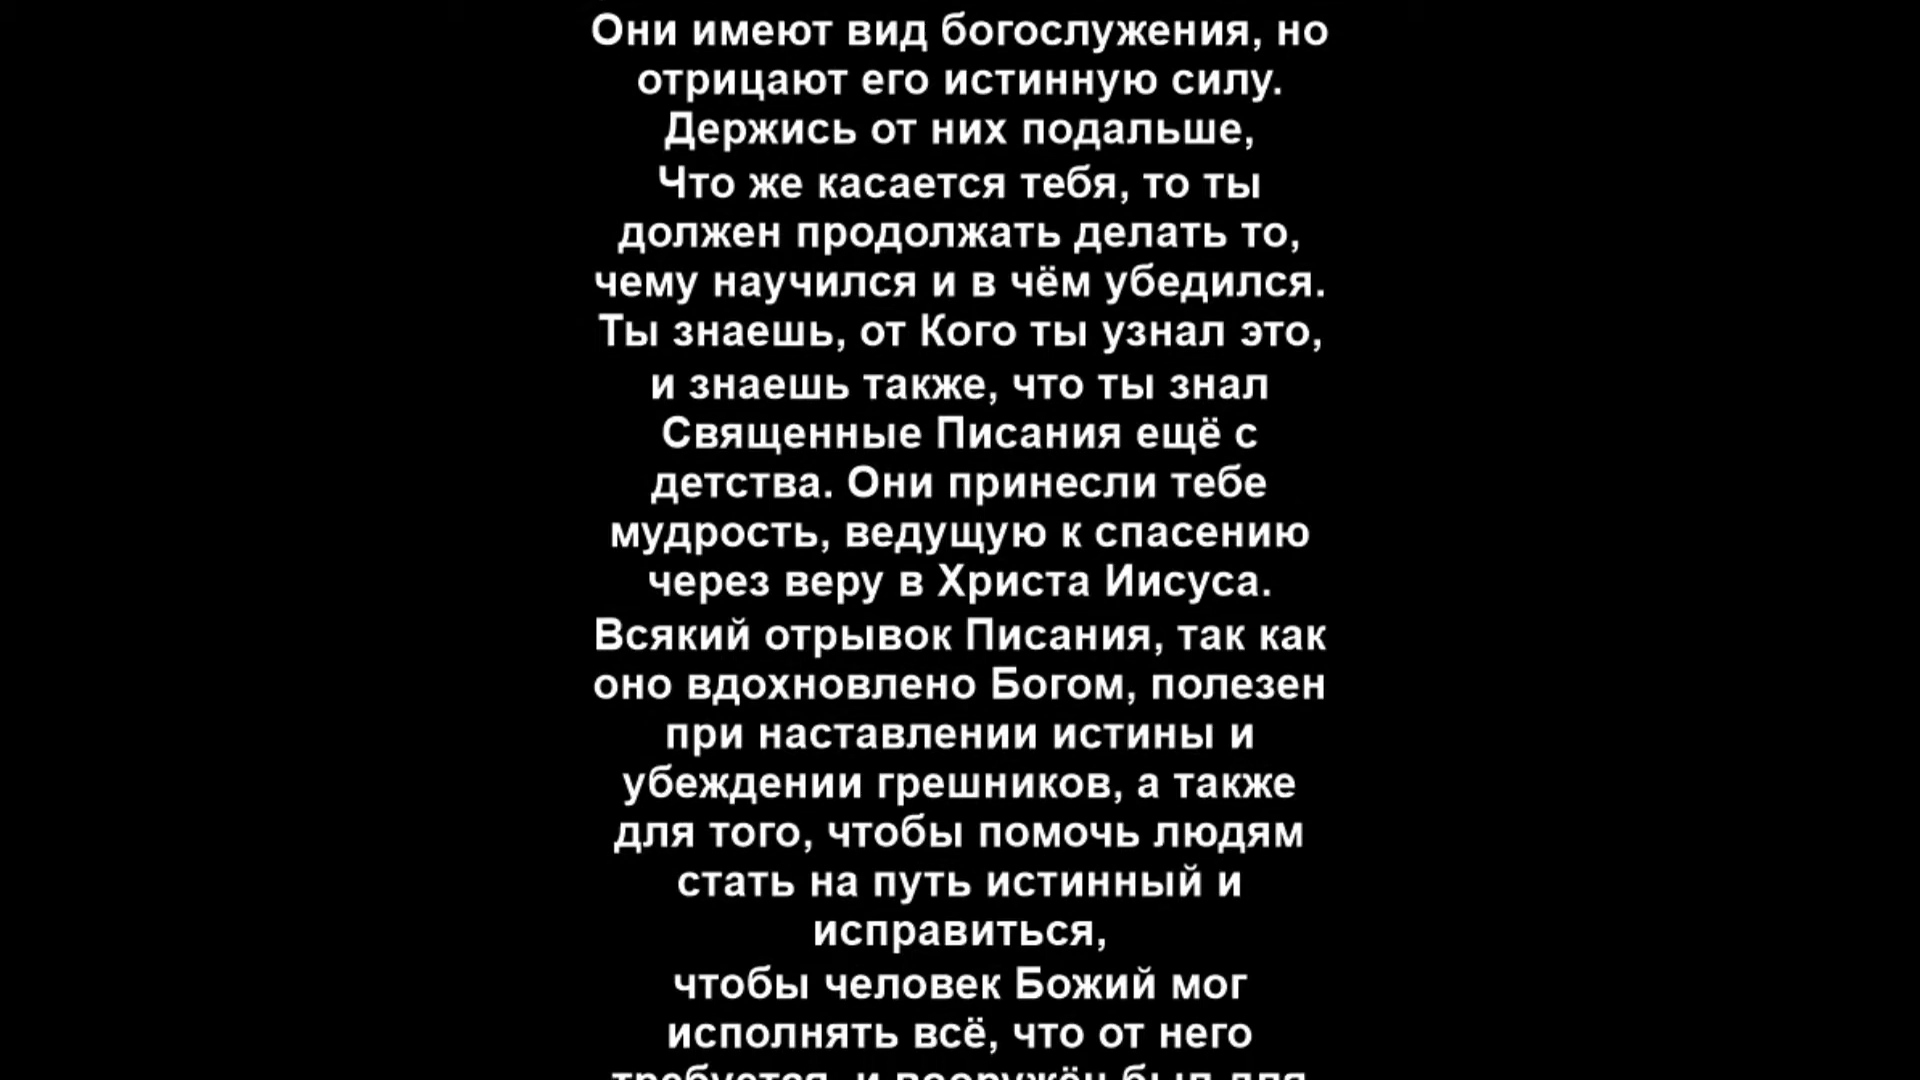 Они имеют вид богослужения, но
отрицают его истинную силу.
Держись от них подальше,
Что же касается тебя, то ты
должен продолжать делать то,
чему научился и в чём убедился.
Ты знаешь, от Кого ты узнал это,
и знаешь также, что ты знал
Священные Писания ещё с
детства. Они принесли тебе
мудрость, ведущую к спасению
через веру в Христа Иисуса.
Всякий отрывок Писания, так как
оно вдохновлено Богом, полезен
при наставлении истины и
убеждении грешников, а также
для того, чтобы помочь людям
стать на путь истинный и
исправиться,
чтобы человек Божий мог
исполнять всё, что от него
требуется, и вооружён был для